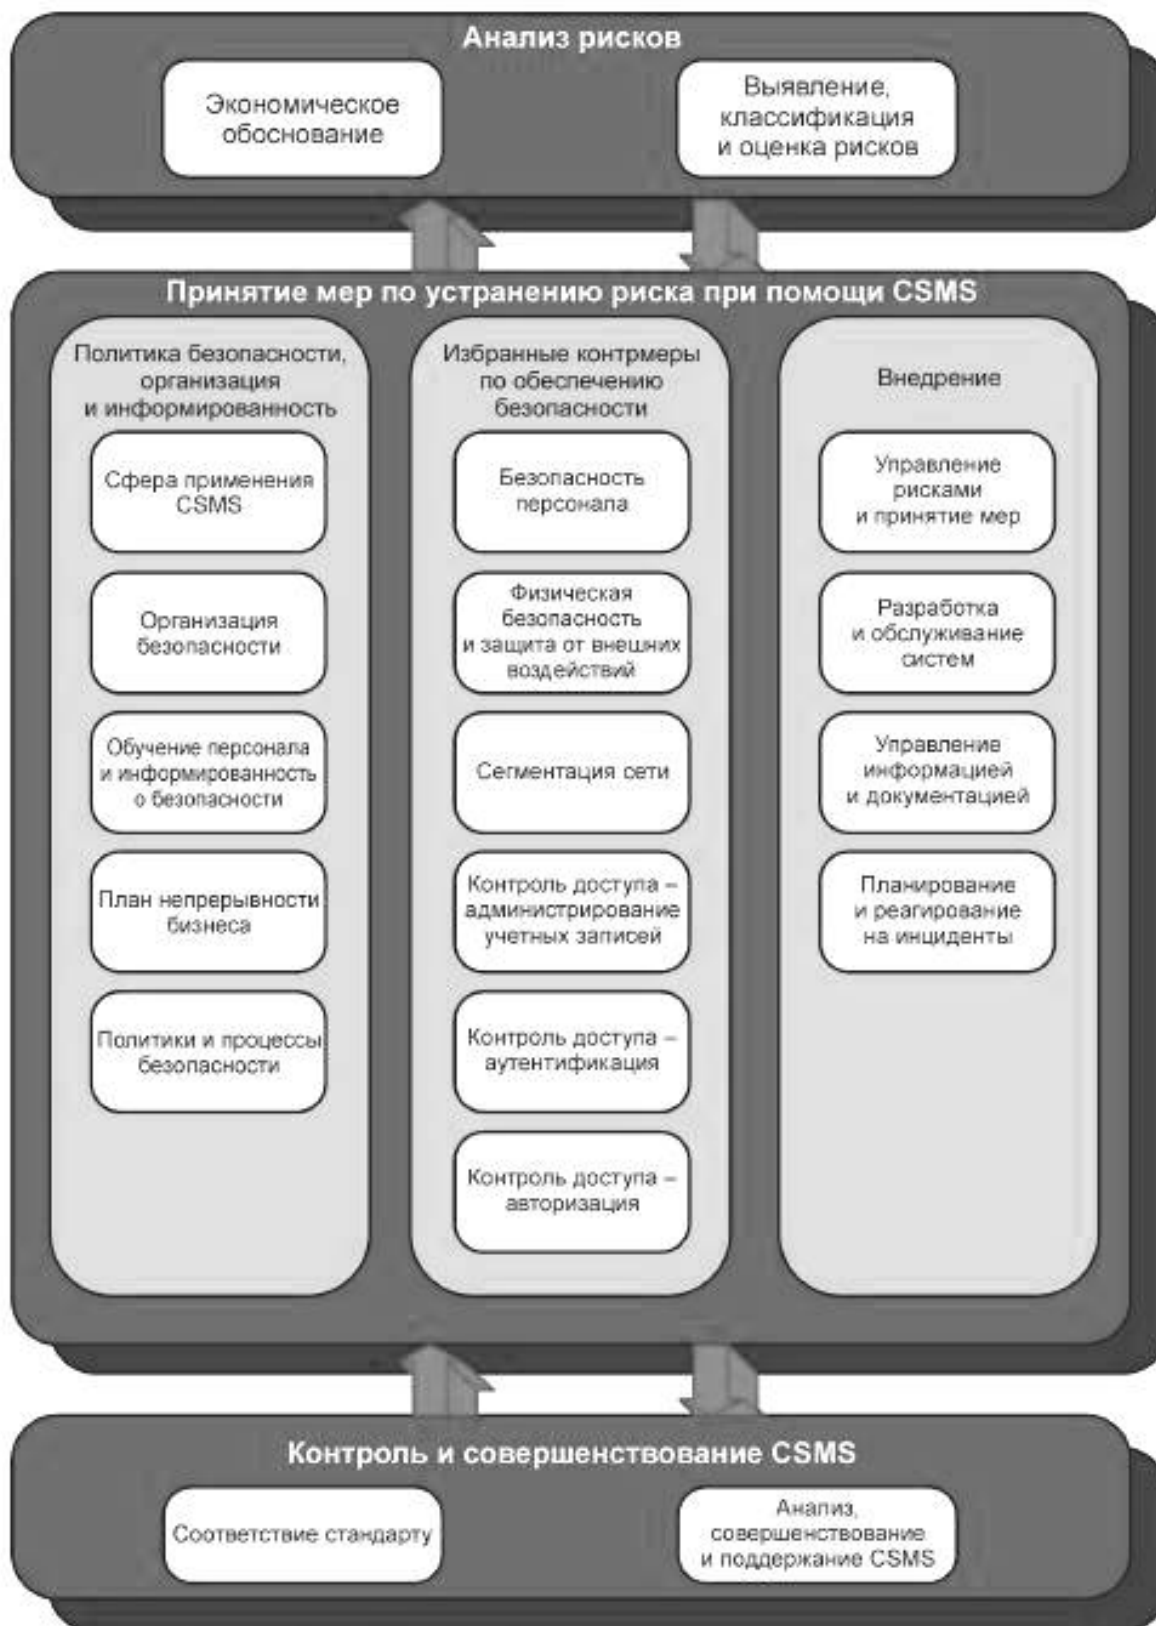 Анализ рисков
Экономическое
обоснование
Выявление,
классификация
и оценка рисков
Принятие мер по устранению риска при помощи CSMS
Политика безопасности,
организация
и информированность
Сфера применения
CSMS
Организация
безопасности
Обучение персонала
и информированность
о безопасности
План непрерывности
бизнеса
Политики и процессы
безопасности
Избранные контрмеры
по обеспечению
безопасности
Безопасность
персонала
Физическая
безопасность
и защита от внешних
воздействий
Сегментация сети
Контроль доступа –
администрирование
учетных записей
Контроль доступа –
аутентификация
Контроль доступа –
авторизация
Внедрение
Управление
рисками
и принятие мер
Разработка
и обслуживание
систем
Управление
информацией
и документацией
Планирование
и реагирование
на инциденты
Контроль и совершенствование CSMS
Соответствие стандарту
Анализ,
совершенствование
и поддержание CSMS